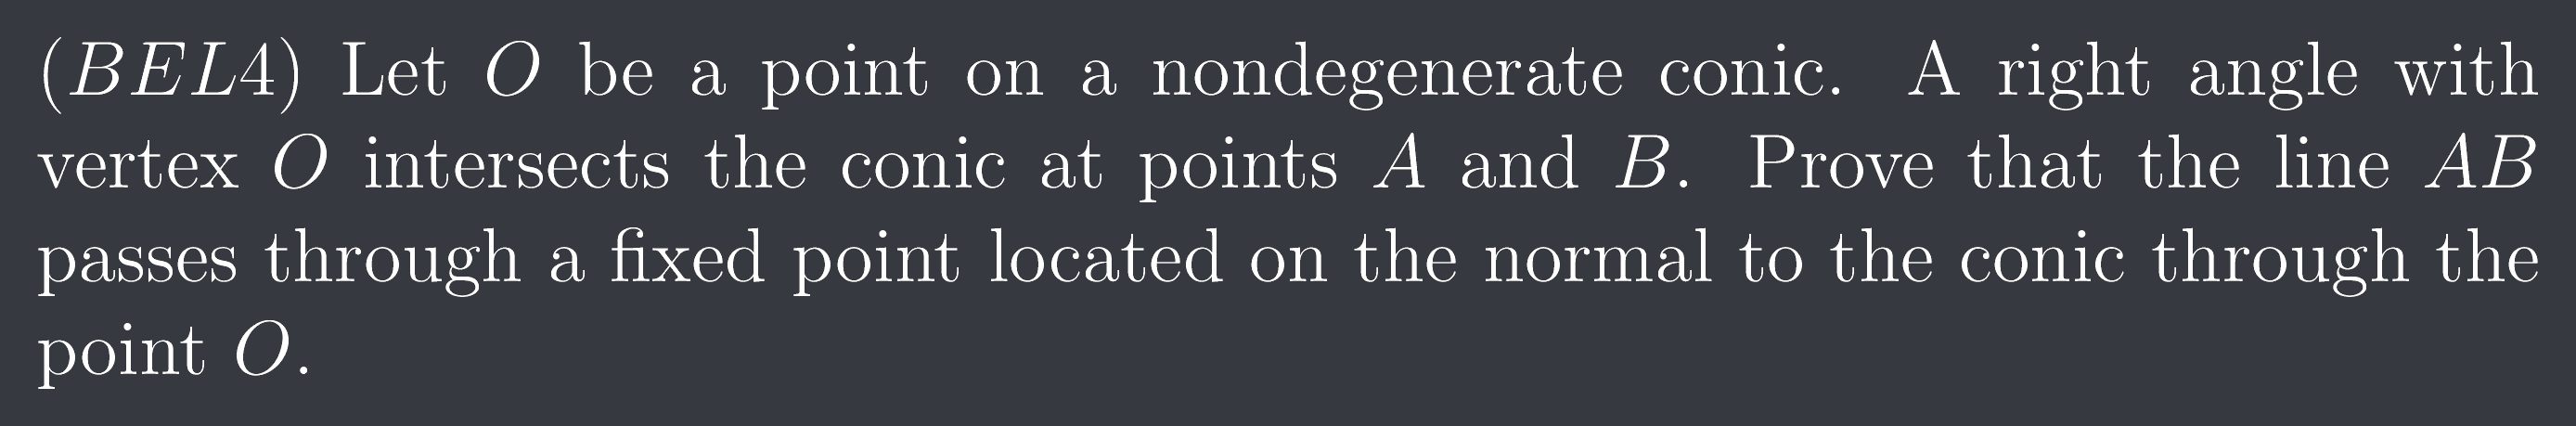 (BEL4) Let O be a point on a nondegenerate conic. A right angle with
vertex O intersects the conic at points A and B. Prove that the line AB
passes through a fixed point located on the normal to the conic through the
point O.